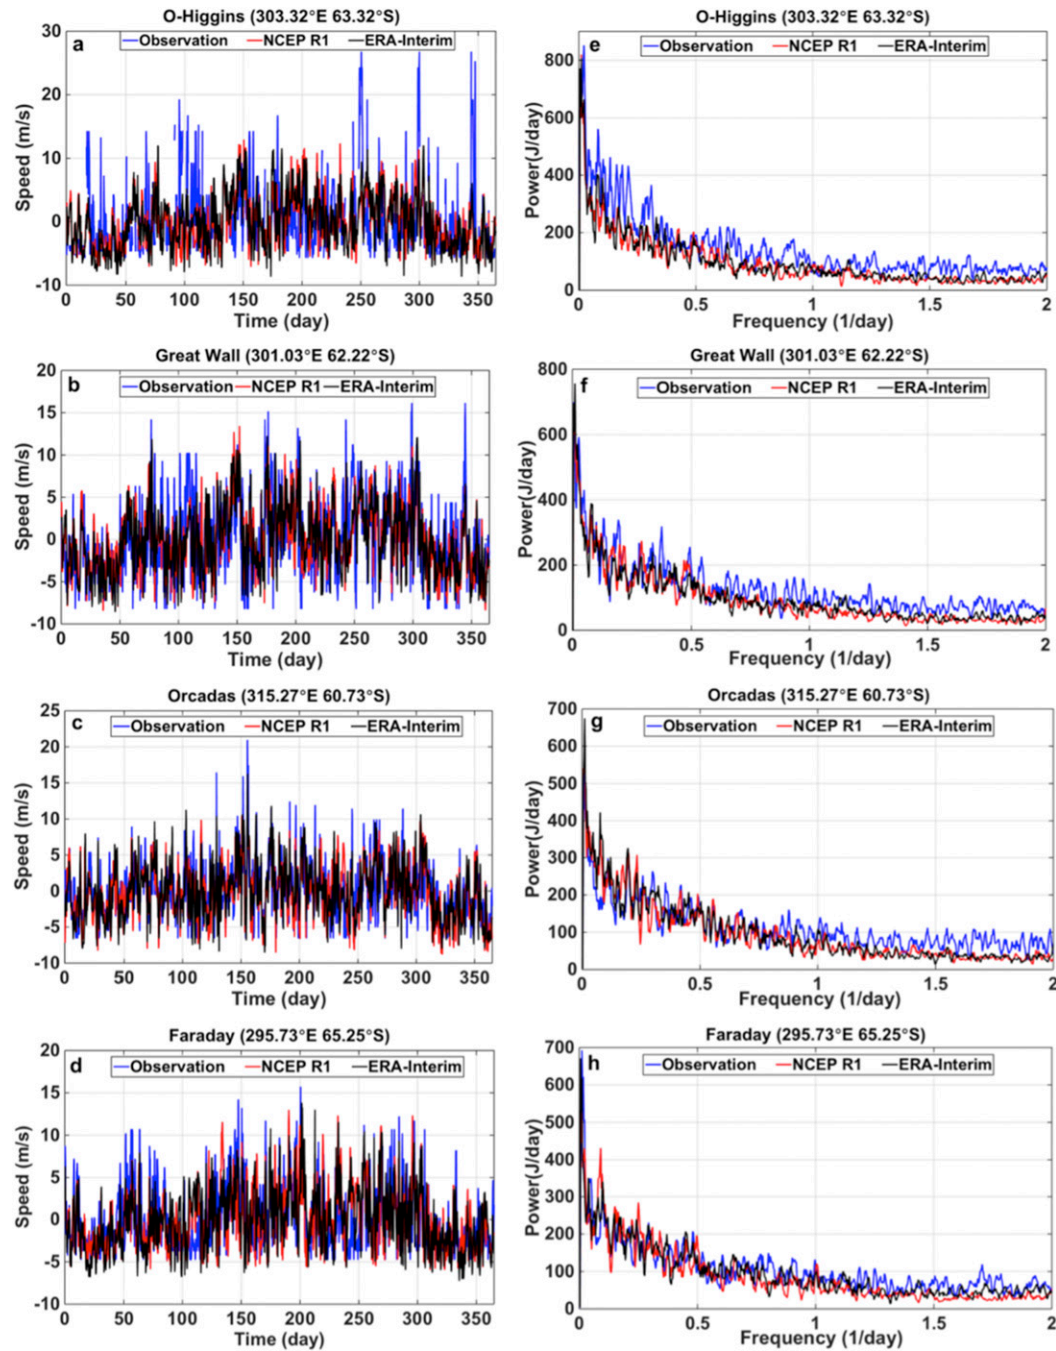 O-Higgins (303.32°E 63.32°S)
a
Observation NCEP R1 ERA-Interim
30
20
10
0
-10
Speed (m/s)
0 50 100 150 200 250 300 350
Time (day)
O-Higgins (303.32°E 63.32°S)
e
Observation NCEP R1 ERA-Interim
800
600
400
200
0
Power(J/day)
0.5 1 1.5 2
Frequency (1/day)
Great Wall (301.03°E 62.22°S)
b
Observation NCEP R1 ERA-Interim
20
15
10
5
0
-5
-10
Speed (m/s)
0 50 100 150 200 250 300 350
Time (day)
Great Wall (301.03°E 62.22°S)
f
Observation NCEP R1 ERA-Interim
800
600
400
200
0
Power(J/day)
0.5 1 1.5 2
Frequency (1/day)
Orcadas (315.27°E 60.73°S)
c
Observation NCEP R1 ERA-Interim
25
20
15
10
5
0
-5
-10
Speed (m/s)
0 50 100 150 200 250 300 350
Time (day)
Orcadas (315.27°E 60.73°S)
g
Observation NCEP R1 ERA-Interim
700
600
500
400
300
200
100
0
Power(J/day)
0 0.5 1 1.5 2
Frequency (1/day)
Faraday (295.73°E 65.25°S)
d
Observation NCEP R1 ERA-Interim
20
15
10
5
0
-5
-10
Speed (m/s)
0 50 100 150 200 250 300 350
Time (day)
Faraday (295.73°E 65.25°S)
h
Observation NCEP R1 ERA-Interim
700
600
500
400
300
200
100
0
Power(J/day)
0 0.5 1 1.5 2
Frequency (1/day)